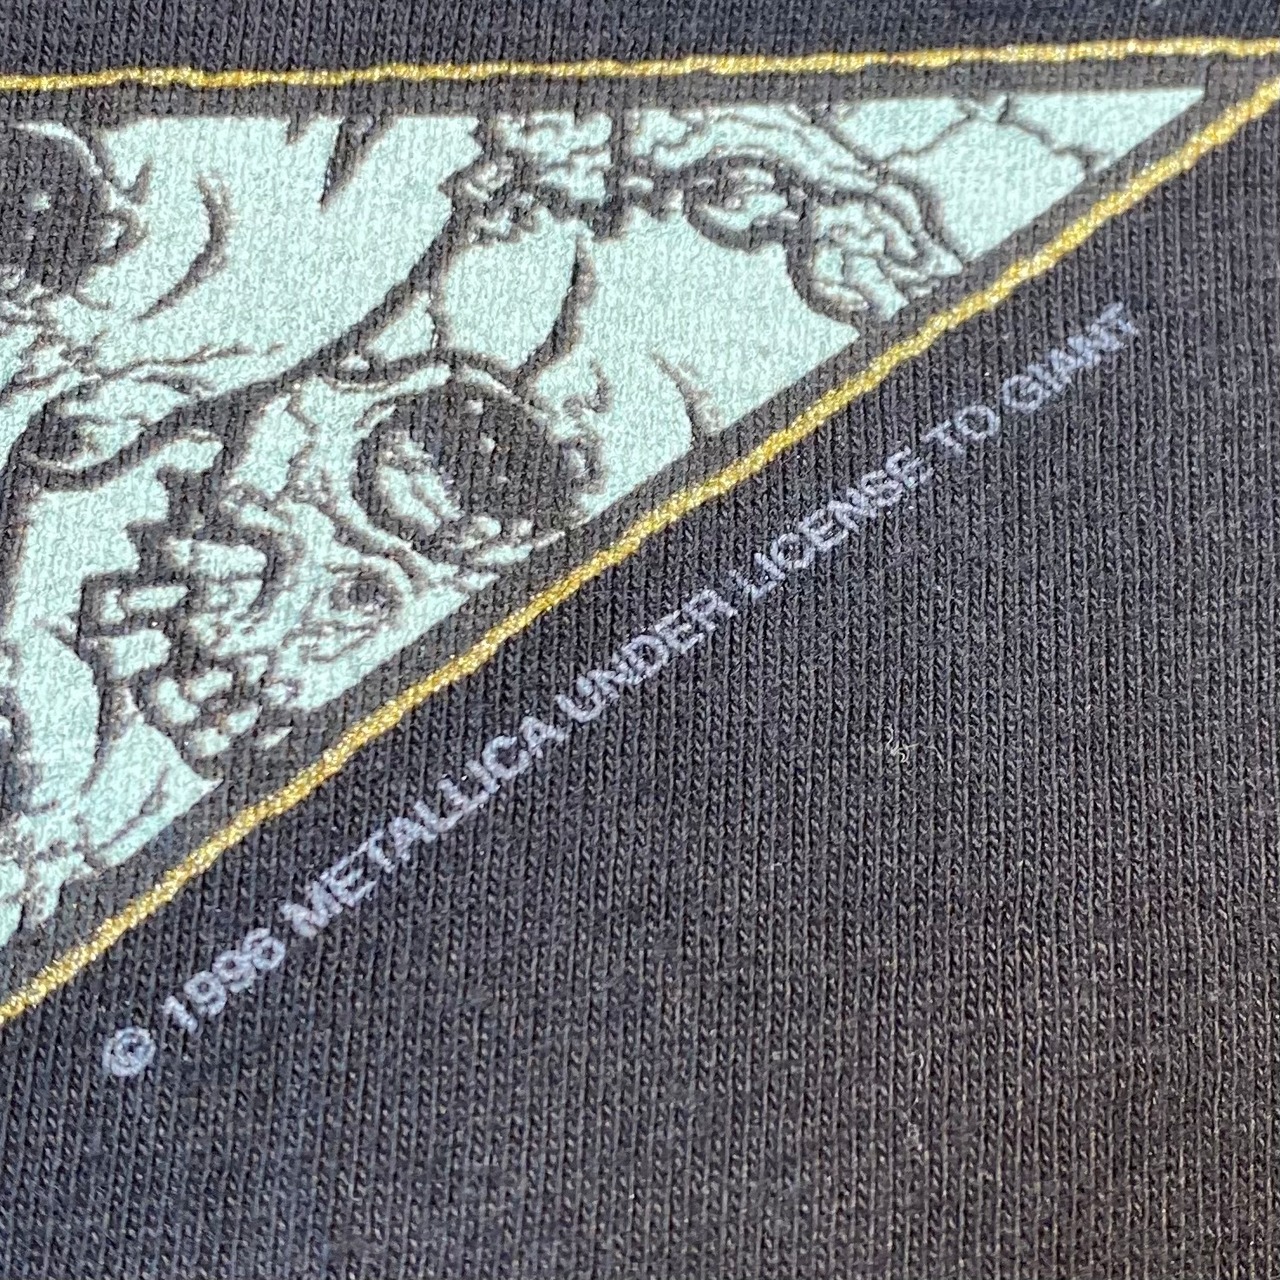 © 1996 METALLICA UNDER LICENSE TO GIANT